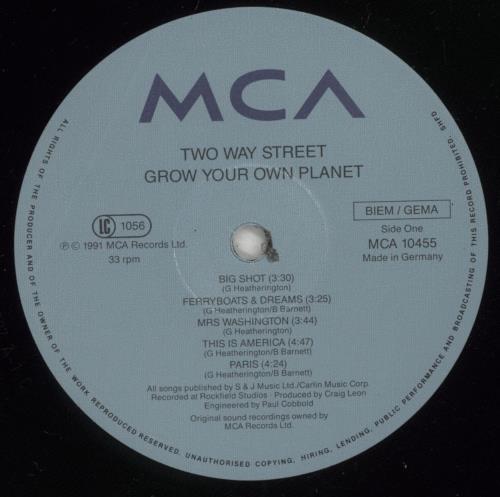 MCA
TWO WAY STREET
GROW YOUR OWN PLANET
LC 1056
BIEM / GEMA
℗ © 1991 MCA Records Ltd.
33 rpm
Side One
MCA 10455
Made in Germany
BIG SHOT (3:30)
(G Heatherington)
FERRYBOATS & DREAMS (3:25)
(G Heatherington/B Barnett)
MRS WASHINGTON (3:44)
(G Heatherington)
THIS IS AMERICA (4:47)
(G Heatherington/B Barnett)
PARIS (4:24)
(G Heatherington/B Barnett)
All songs published by S & J Music Ltd./Carlin Music Corp.
Recorded at Rockfield Studios · Produced by Craig Leon
Engineered by Paul Cobbold
Original sound recordings owned by
MCA Records Ltd.
ALL RIGHTS OF THE PRODUCER AND OF THE OWNER OF THE WORK REPRODUCED RESERVED. UNAUTHORISED COPYING, HIRING, LENDING, PUBLIC PERFORMANCE AND BROADCASTING OF THIS RECORD PROHIBITED. SHFD